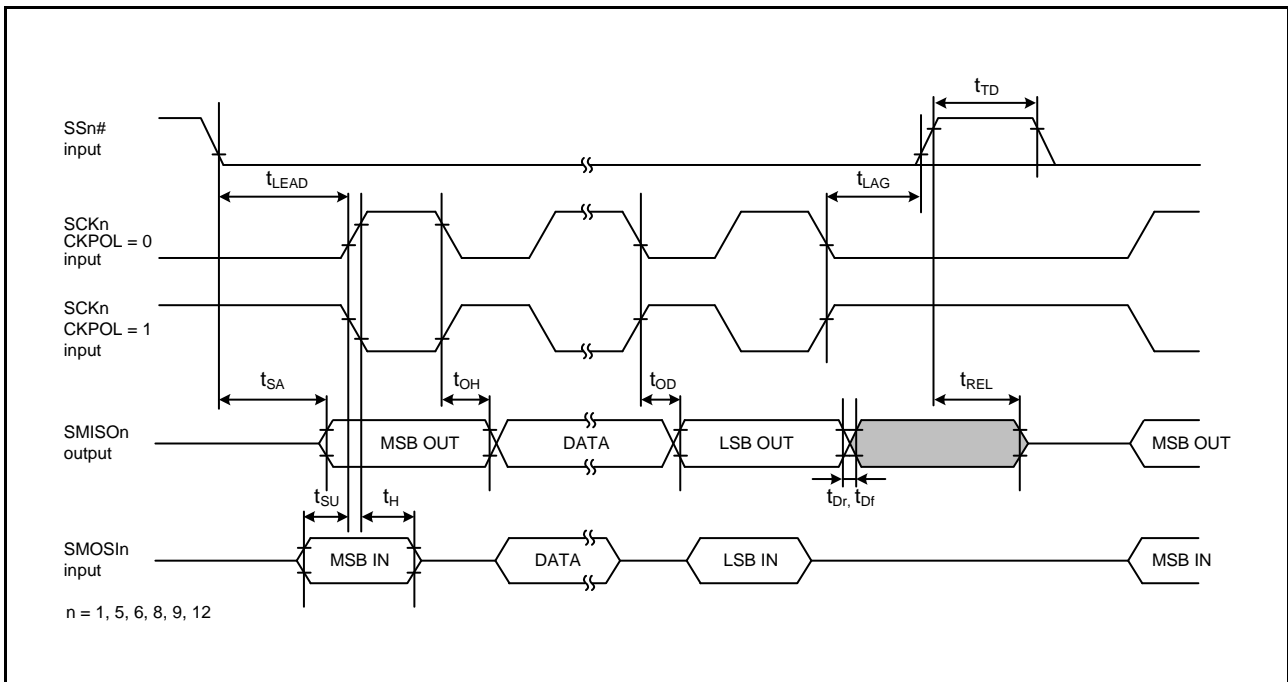 tTD
SSn#
input
tLEAD
tLAG
SCKn
CKPOL = 0
input
SCKn
CKPOL = 1
input
tSA
tOH
tOD
tREL
SMISOn
output
MSB OUT
DATA
LSB OUT
MSB OUT
tSU
tH
tDr, tDf
SMOSIn
input
MSB IN
DATA
LSB IN
MSB IN
n = 1, 5, 6, 8, 9, 12